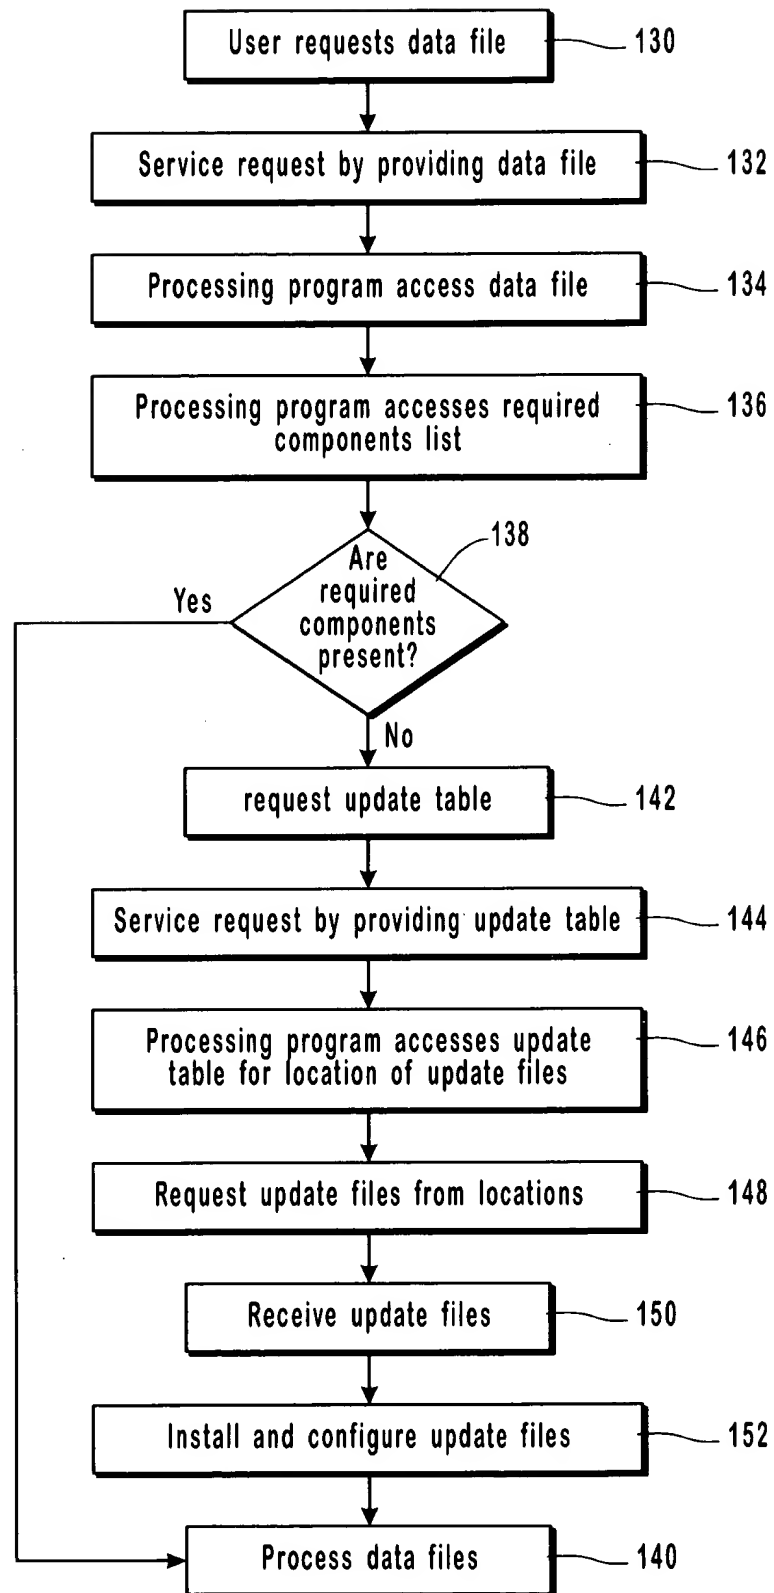 User requests data file
130
Service request by providing data file
132
Processing program access data file
134
Processing program accesses required
components list
136
Are
required
components
present?
138
Yes
No
request update table
142
Service request by providing update table
144
Processing program accesses update
table for location of update files
146
Request update files from locations
148
Receive update files
150
Install and configure update files
152
Process data files
140